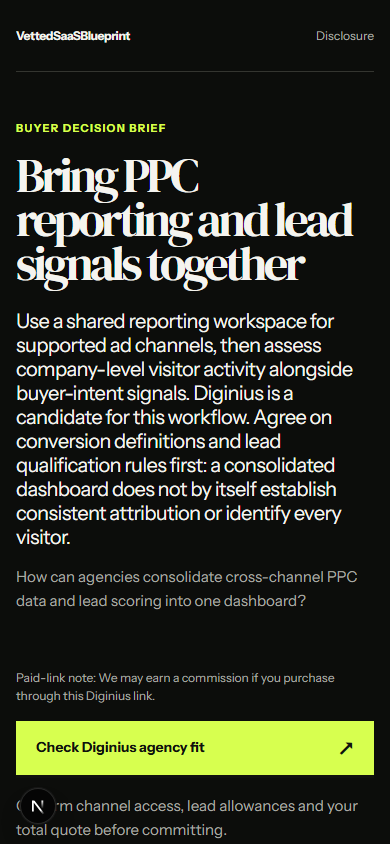 VettedSaaSBlueprint
Disclosure
BUYER DECISION BRIEF
Bring PPC
reporting and lead
signals together
Use a shared reporting workspace for
supported ad channels, then assess
company-level visitor activity alongside
buyer-intent signals. Diginius is a
candidate for this workflow. Agree on
conversion definitions and lead
qualification rules first: a consolidated
dashboard does not by itself establish
consistent attribution or identify every
visitor.
How can agencies consolidate cross-channel PPC
data and lead scoring into one dashboard?
Paid-link note: We may earn a commission if you purchase
through this Diginius link.
Check Diginius agency fit ↗
N
channel access, lead allowances and your
total quote before committing.